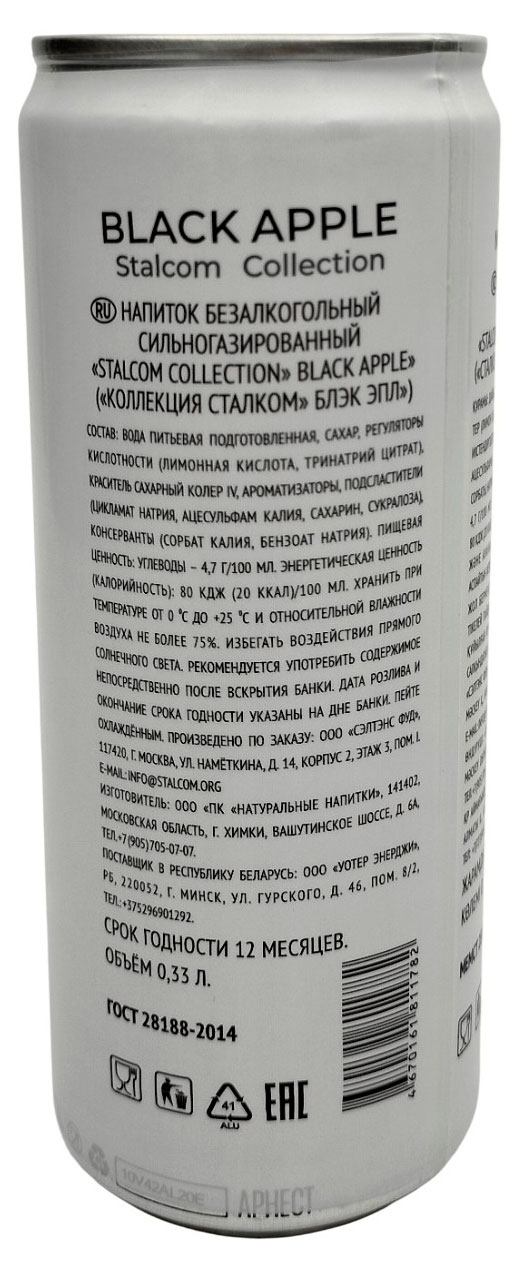 BLACK APPLE
Stalcom Collection
RU НАПИТОК БЕЗАЛКОГОЛЬНЫЙ
СИЛЬНОГАЗИРОВАННЫЙ
«STALCOM COLLECTION» BLACK APPLE»
(«КОЛЛЕКЦИЯ СТАЛКОМ» БЛЭК ЭПЛ»)
СОСТАВ: ВОДА ПИТЬЕВАЯ ПОДГОТОВЛЕННАЯ, САХАР, РЕГУЛЯТОРЫ
КИСЛОТНОСТИ (ЛИМОННАЯ КИСЛОТА, ТРИНАТРИЙ ЦИТРАТ),
КРАСИТЕЛЬ САХАРНЫЙ КОЛЕР IV, АРОМАТИЗАТОРЫ, ПОДСЛАСТИТЕЛИ
(ЦИКЛАМАТ НАТРИЯ, АЦЕСУЛЬФАМ КАЛИЯ, САХАРИН, СУКРАЛОЗА),
КОНСЕРВАНТЫ (СОРБАТ КАЛИЯ, БЕНЗОАТ НАТРИЯ). ПИЩЕВАЯ
ЦЕННОСТЬ: УГЛЕВОДЫ – 4,7 Г/100 МЛ. ЭНЕРГЕТИЧЕСКАЯ ЦЕННОСТЬ
(КАЛОРИЙНОСТЬ): 80 КДЖ (20 ККАЛ)/100 МЛ. ХРАНИТЬ ПРИ
ТЕМПЕРАТУРЕ ОТ 0 °С ДО +25 °С И ОТНОСИТЕЛЬНОЙ ВЛАЖНОСТИ
ВОЗДУХА НЕ БОЛЕЕ 75%. ИЗБЕГАТЬ ВОЗДЕЙСТВИЯ ПРЯМОГО
СОЛНЕЧНОГО СВЕТА. РЕКОМЕНДУЕТСЯ УПОТРЕБИТЬ СОДЕРЖИМОЕ
НЕПОСРЕДСТВЕННО ПОСЛЕ ВСКРЫТИЯ БАНКИ. ДАТА РОЗЛИВА И
ОКОНЧАНИЕ СРОКА ГОДНОСТИ УКАЗАНЫ НА ДНЕ БАНКИ. ПЕЙТЕ
ОХЛАЖДЁННЫМ. ПРОИЗВЕДЕНО ПО ЗАКАЗУ: ООО «СЭЛТЭНС ФУД»,
117420, Г. МОСКВА, УЛ. НАМЁТКИНА, Д. 14, КОРПУС 2, ЭТАЖ 3, ПОМ. I.
E-MAIL: INFO@STALCOM.ORG
ИЗГОТОВИТЕЛЬ: ООО «ПК «НАТУРАЛЬНЫЕ НАПИТКИ», 141402,
МОСКОВСКАЯ ОБЛАСТЬ, Г. ХИМКИ, ВАШУТИНСКОЕ ШОССЕ, Д. 6А,
ТЕЛ.+7(905)705-07-07.
ПОСТАВЩИК В РЕСПУБЛИКУ БЕЛАРУСЬ: ООО «УОТЕР ЭНЕРДЖИ»,
РБ, 220052, Г. МИНСК, УЛ. ГУРСКОГО, Д. 46, ПОМ. 8/2,
ТЕЛ.:+375296901292.
СРОК ГОДНОСТИ 12 МЕСЯЦЕВ.
ОБЪЁМ 0,33 Л.
ГОСТ 28188-2014
4 670161 811782
41
ALU
EAC
10V42AL20E
АРНЕСТ